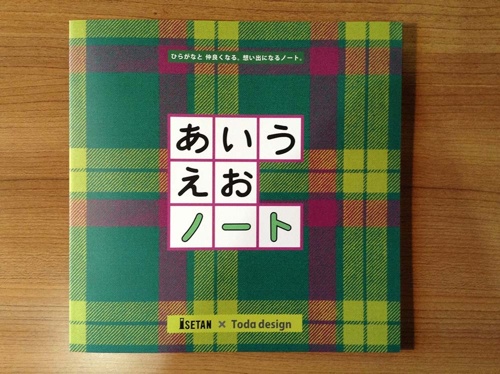 ひらがなと 仲良くなる、想い出になるノート。
あいう
えお
ノート
ISETAN × Toda design